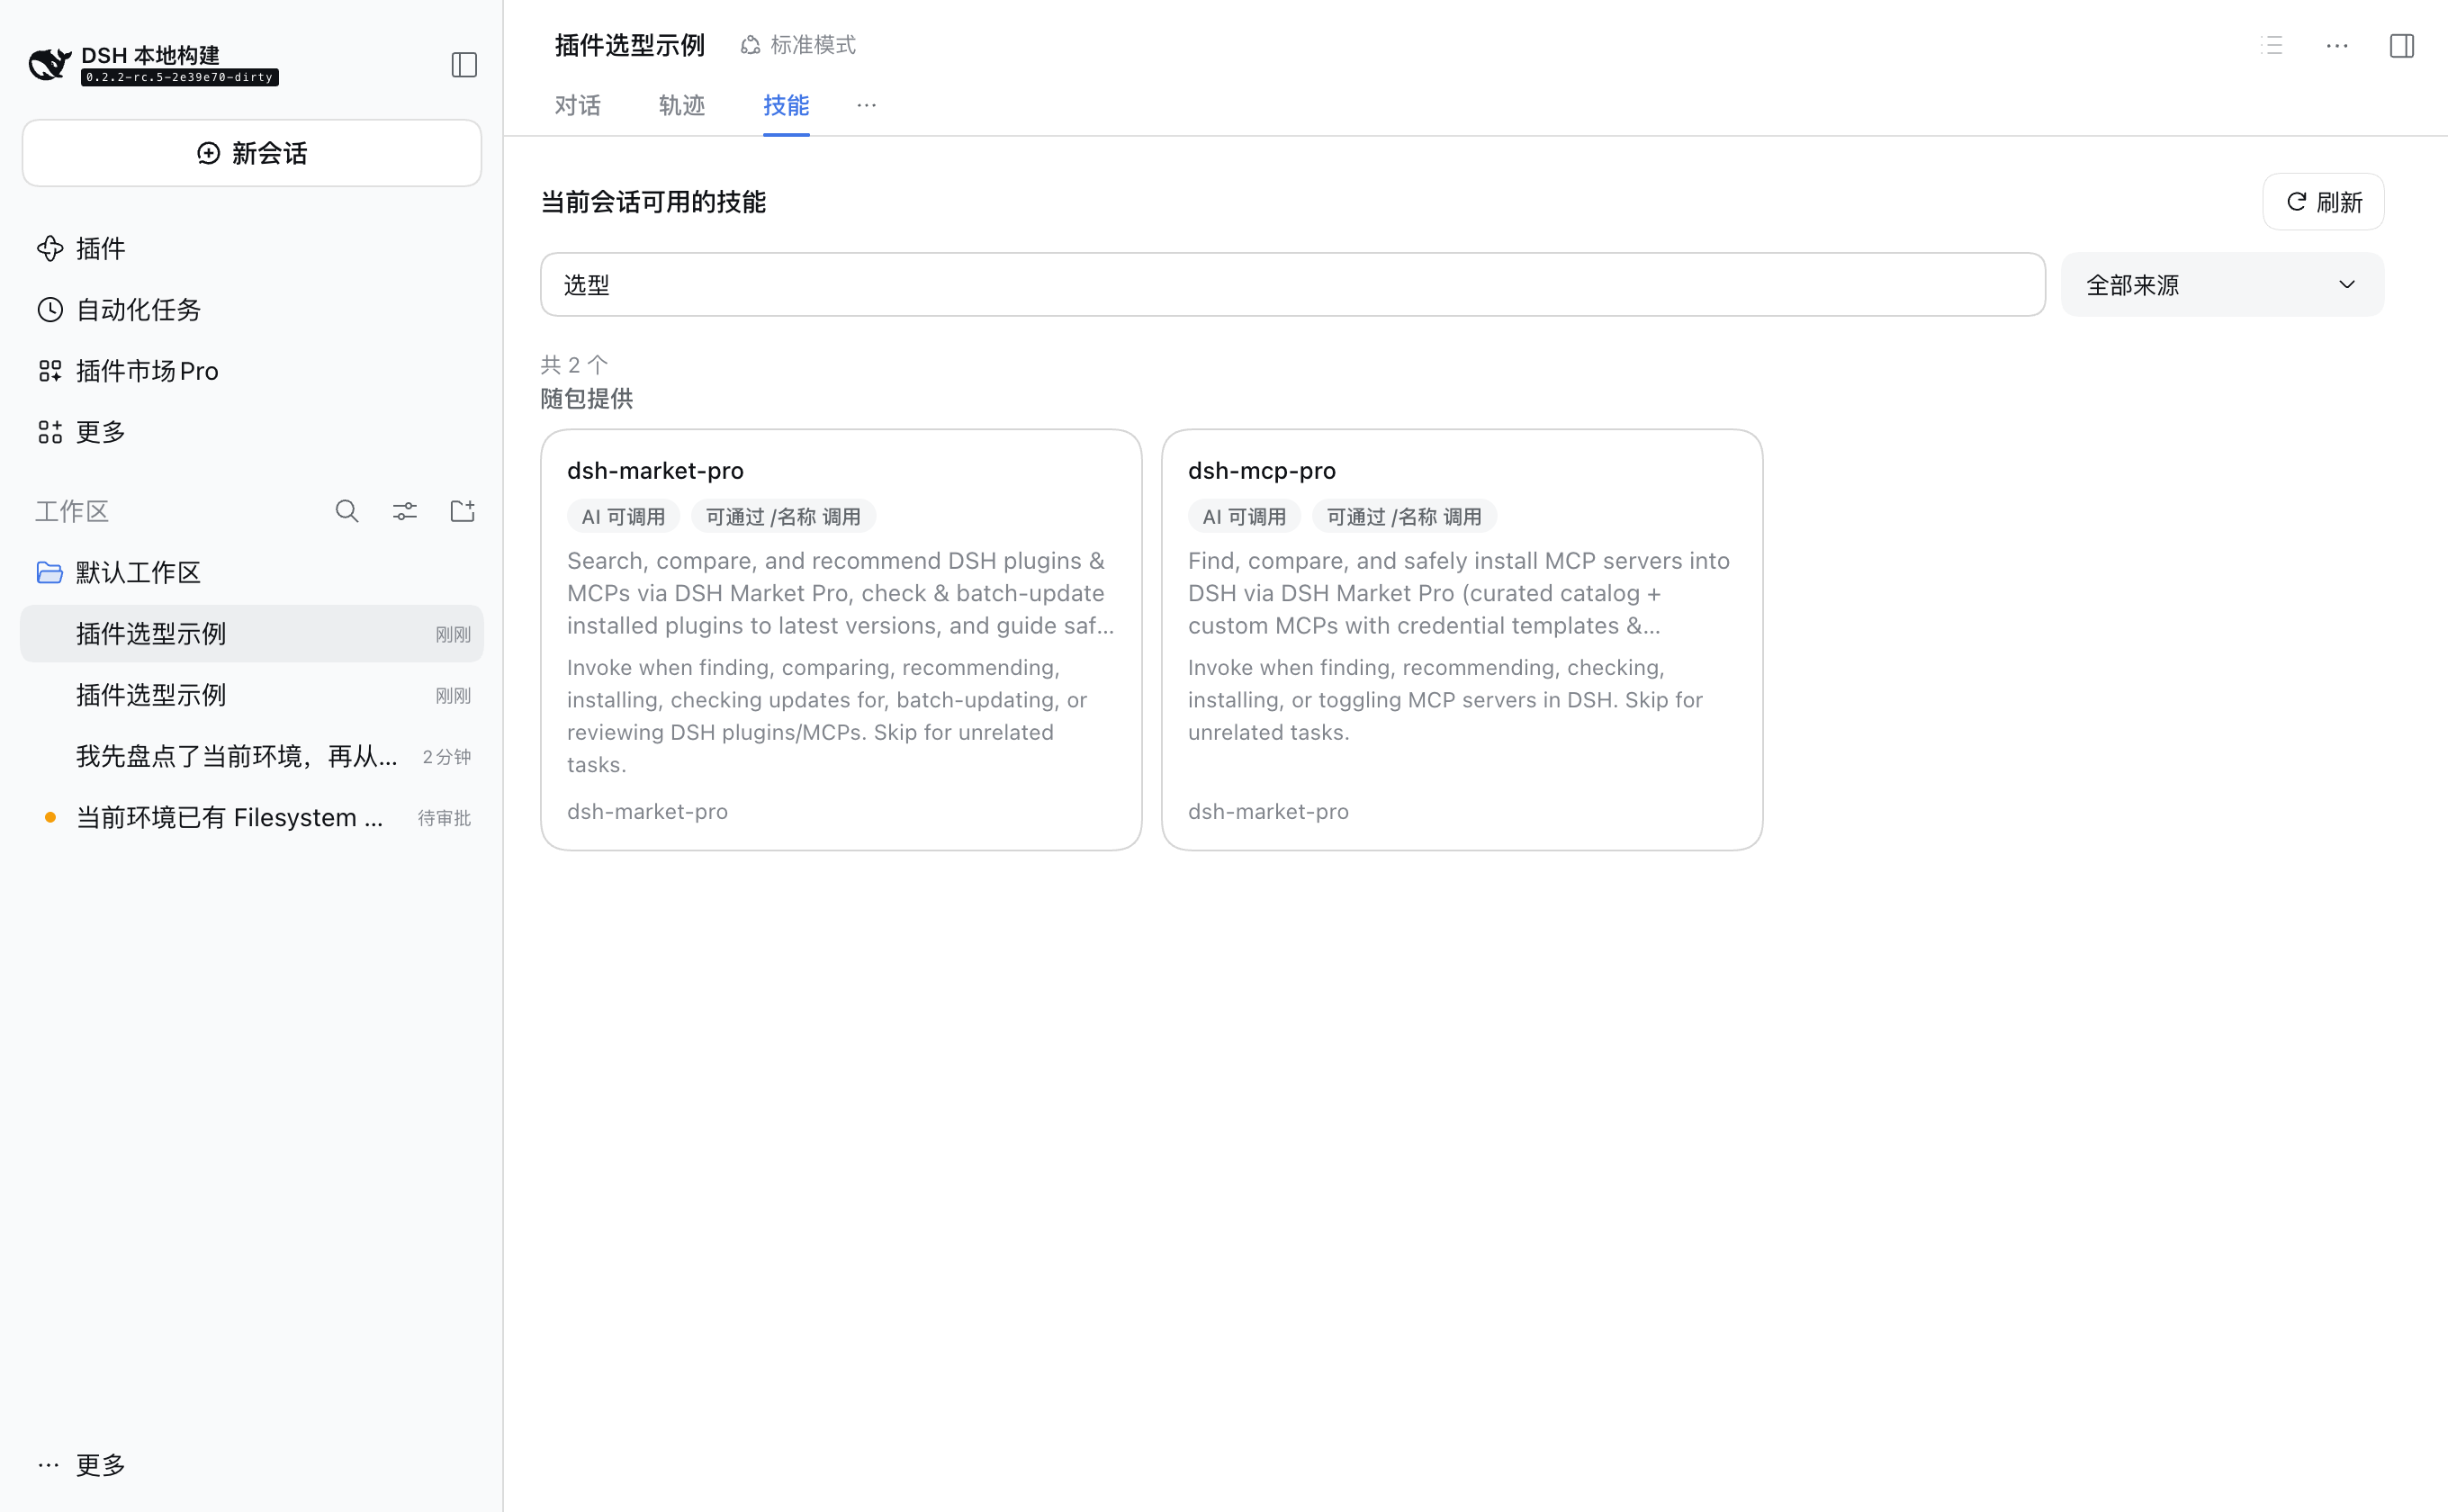 DSH 本地构建
0.2.2-rc.5-2e39e70-dirty
新会话
插件
自动化任务
插件市场Pro
更多
工作区
默认工作区
插件选型示例 刚刚
插件选型示例 刚刚
我先盘点了当前环境，再从... 2分钟
当前环境已有 Filesystem ... 待审批
更多
插件选型示例 标准模式
对话 轨迹 技能
当前会话可用的技能 刷新
选型 全部来源
共 2 个
随包提供
dsh-market-pro
AI 可调用 可通过 /名称 调用
Search, compare, and recommend DSH plugins &
MCPs via DSH Market Pro, check & batch-update
installed plugins to latest versions, and guide saf...
Invoke when finding, comparing, recommending,
installing, checking updates for, batch-updating, or
reviewing DSH plugins/MCPs. Skip for unrelated
tasks.
dsh-market-pro
dsh-mcp-pro
AI 可调用 可通过 /名称 调用
Find, compare, and safely install MCP servers into
DSH via DSH Market Pro (curated catalog +
custom MCPs with credential templates &...
Invoke when finding, recommending, checking,
installing, or toggling MCP servers in DSH. Skip for
unrelated tasks.
dsh-market-pro